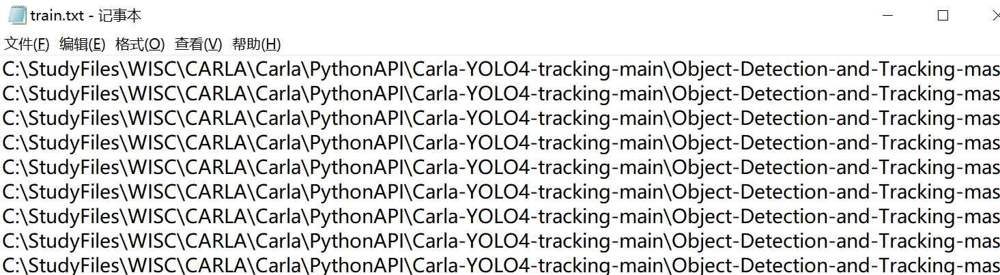 train.txt - 记事本
文件(F) 编辑(E) 格式(O) 查看(V) 帮助(H)
C:\StudyFiles\WISC\CARLA\Carla\PythonAPI\Carla-YOLO4-tracking-main\Object-Detection-and-Tracking-mas
C:\StudyFiles\WISC\CARLA\Carla\PythonAPI\Carla-YOLO4-tracking-main\Object-Detection-and-Tracking-mas
C:\StudyFiles\WISC\CARLA\Carla\PythonAPI\Carla-YOLO4-tracking-main\Object-Detection-and-Tracking-mas
C:\StudyFiles\WISC\CARLA\Carla\PythonAPI\Carla-YOLO4-tracking-main\Object-Detection-and-Tracking-mas
C:\StudyFiles\WISC\CARLA\Carla\PythonAPI\Carla-YOLO4-tracking-main\Object-Detection-and-Tracking-mas
C:\StudyFiles\WISC\CARLA\Carla\PythonAPI\Carla-YOLO4-tracking-main\Object-Detection-and-Tracking-mas
C:\StudyFiles\WISC\CARLA\Carla\PythonAPI\Carla-YOLO4-tracking-main\Object-Detection-and-Tracking-mas
C:\StudyFiles\WISC\CARLA\Carla\PythonAPI\Carla-YOLO4-tracking-main\Object-Detection-and-Tracking-mas
C:\StudyFiles\WISC\CARLA\Carla\PythonAPI\Carla-YOLO4-tracking-main\Object-Detection-and-Tracking-mas